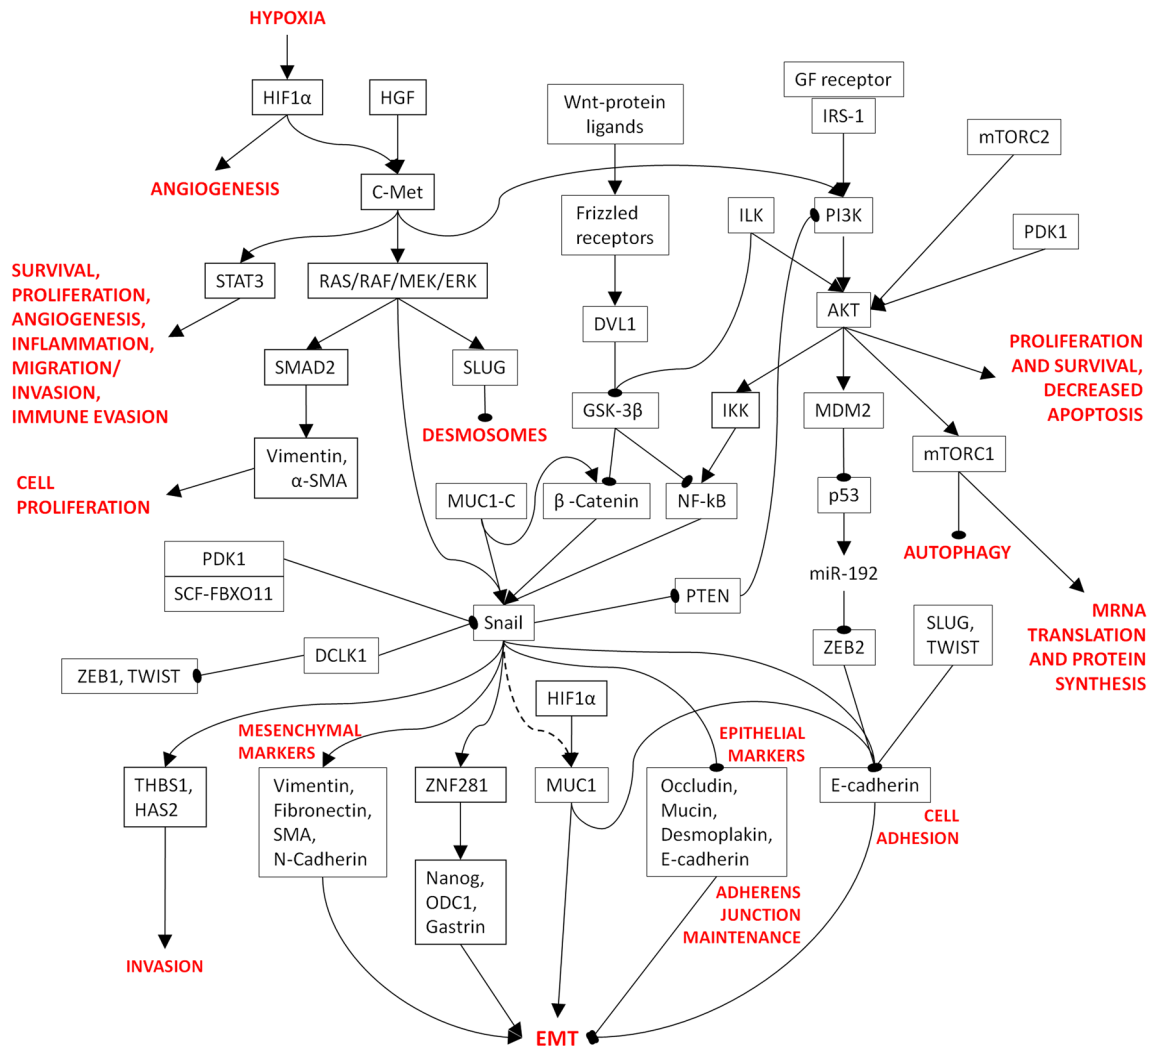 HYPOXIA
HIF1α
HGF
Wnt-protein
ligands
GF receptor
IRS-1
mTORC2
ANGIOGENESIS
C-Met
Frizzled
receptors
ILK
PI3K
PDK1
SURVIVAL,
PROLIFERATION,
ANGIOGENESIS,
INFLAMMATION,
MIGRATION/
INVASION,
IMMUNE EVASION
STAT3
RAS/RAF/MEK/ERK
DVL1
AKT
PROLIFERATION
AND SURVIVAL,
DECREASED
APOPTOSIS
SMAD2
SLUG
GSK-3β
IKK
MDM2
DESMOSOMES
mTORC1
Vimentin,
α-SMA
CELL
PROLIFERATION
MUC1-C
β -Catenin
NF-kB
p53
AUTOPHAGY
PDK1
SCF-FBXO11
miR-192
PTEN
Snail
MRNA
TRANSLATION
AND PROTEIN
SYNTHESIS
SLUG,
TWIST
DCLK1
ZEB1, TWIST
ZEB2
HIF1α
MESENCHYMAL
MARKERS
EPITHELIAL
MARKERS
THBS1,
HAS2
Vimentin,
Fibronectin,
SMA,
N-Cadherin
ZNF281
MUC1
Occludin,
Mucin,
Desmoplakin,
E-cadherin
E-cadherin
CELL
ADHESION
Nanog,
ODC1,
Gastrin
ADHERENS
JUNCTION
MAINTENANCE
INVASION
EMT